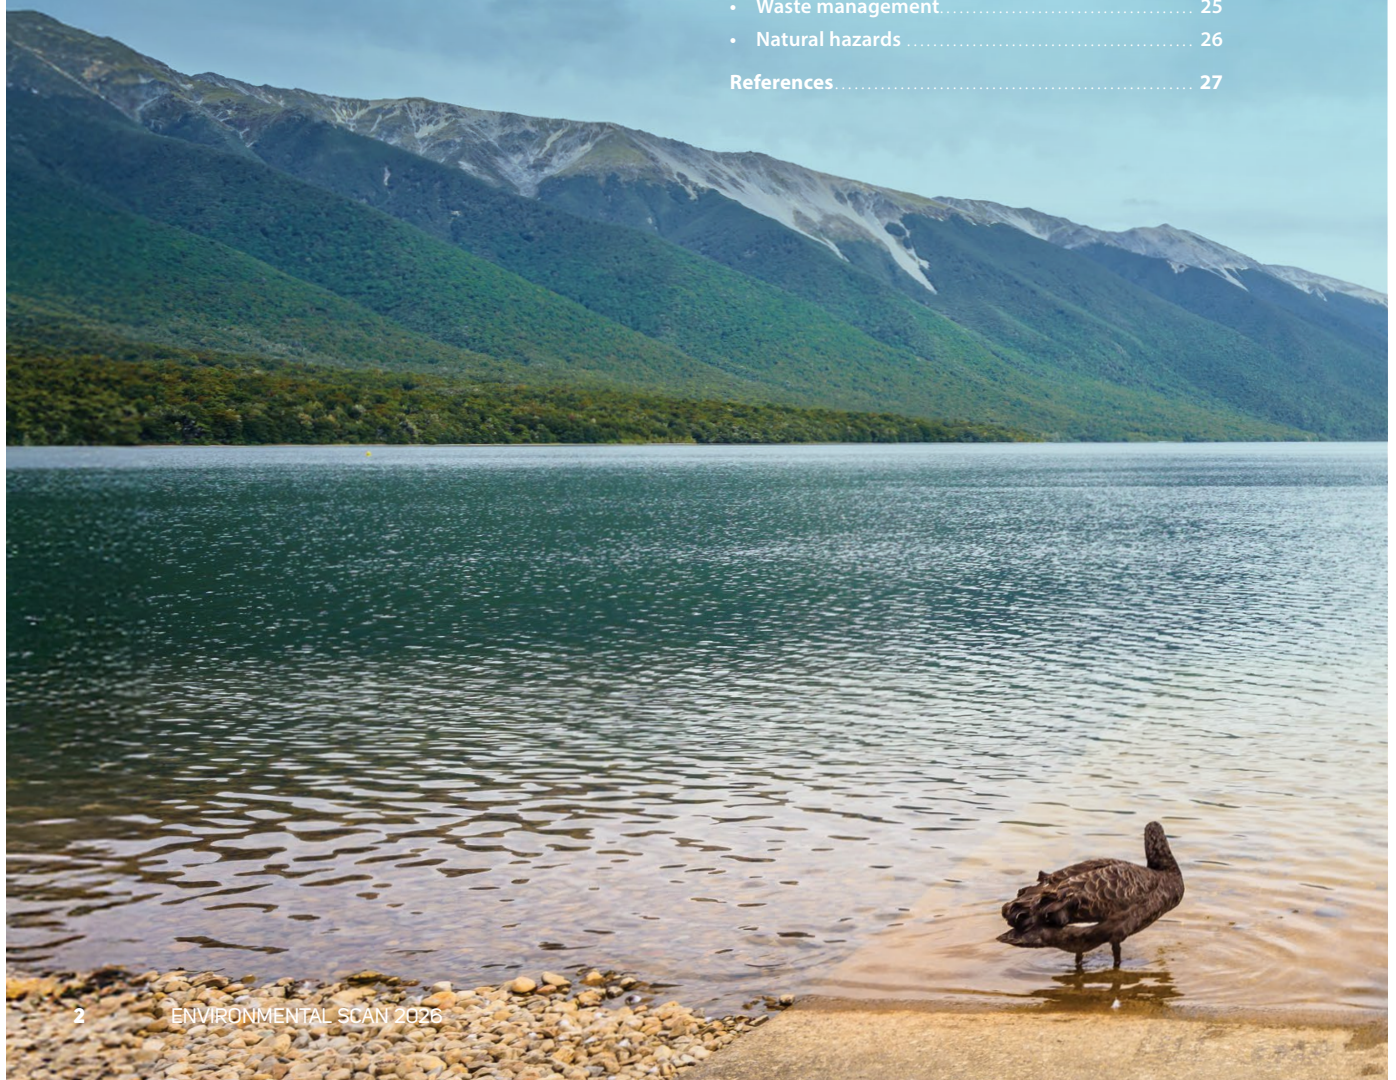 • Waste management 25
• Natural hazards 26
References 27
2 ENVIRONMENTAL SCAN 2026